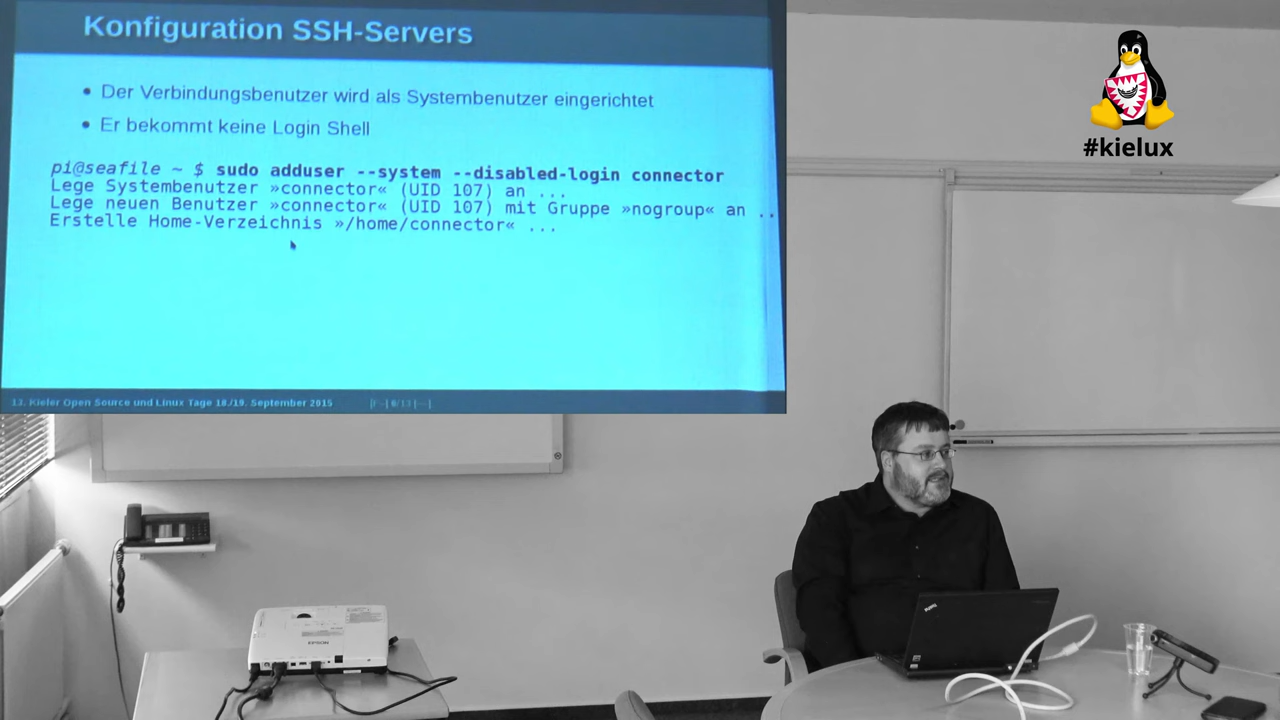 Konfiguration SSH-Servers
#kielux
Der Verbindungsbenutzer wird als Systembenutzer eingerichtet
Er bekommt keine Login Shell
pi@seafile ~ $ sudo adduser --system --disabled-login connector
Lege Systembenutzer »connector« (UID 107) an ...
Lege neuen Benutzer »connector« (UID 107) mit Gruppe »nogroup« an ..
Erstelle Home-Verzeichnis »/home/connector« ...
13. Kieler Open Source und Linux Tage 18./19. September 2015
EPSON
ThinkPad